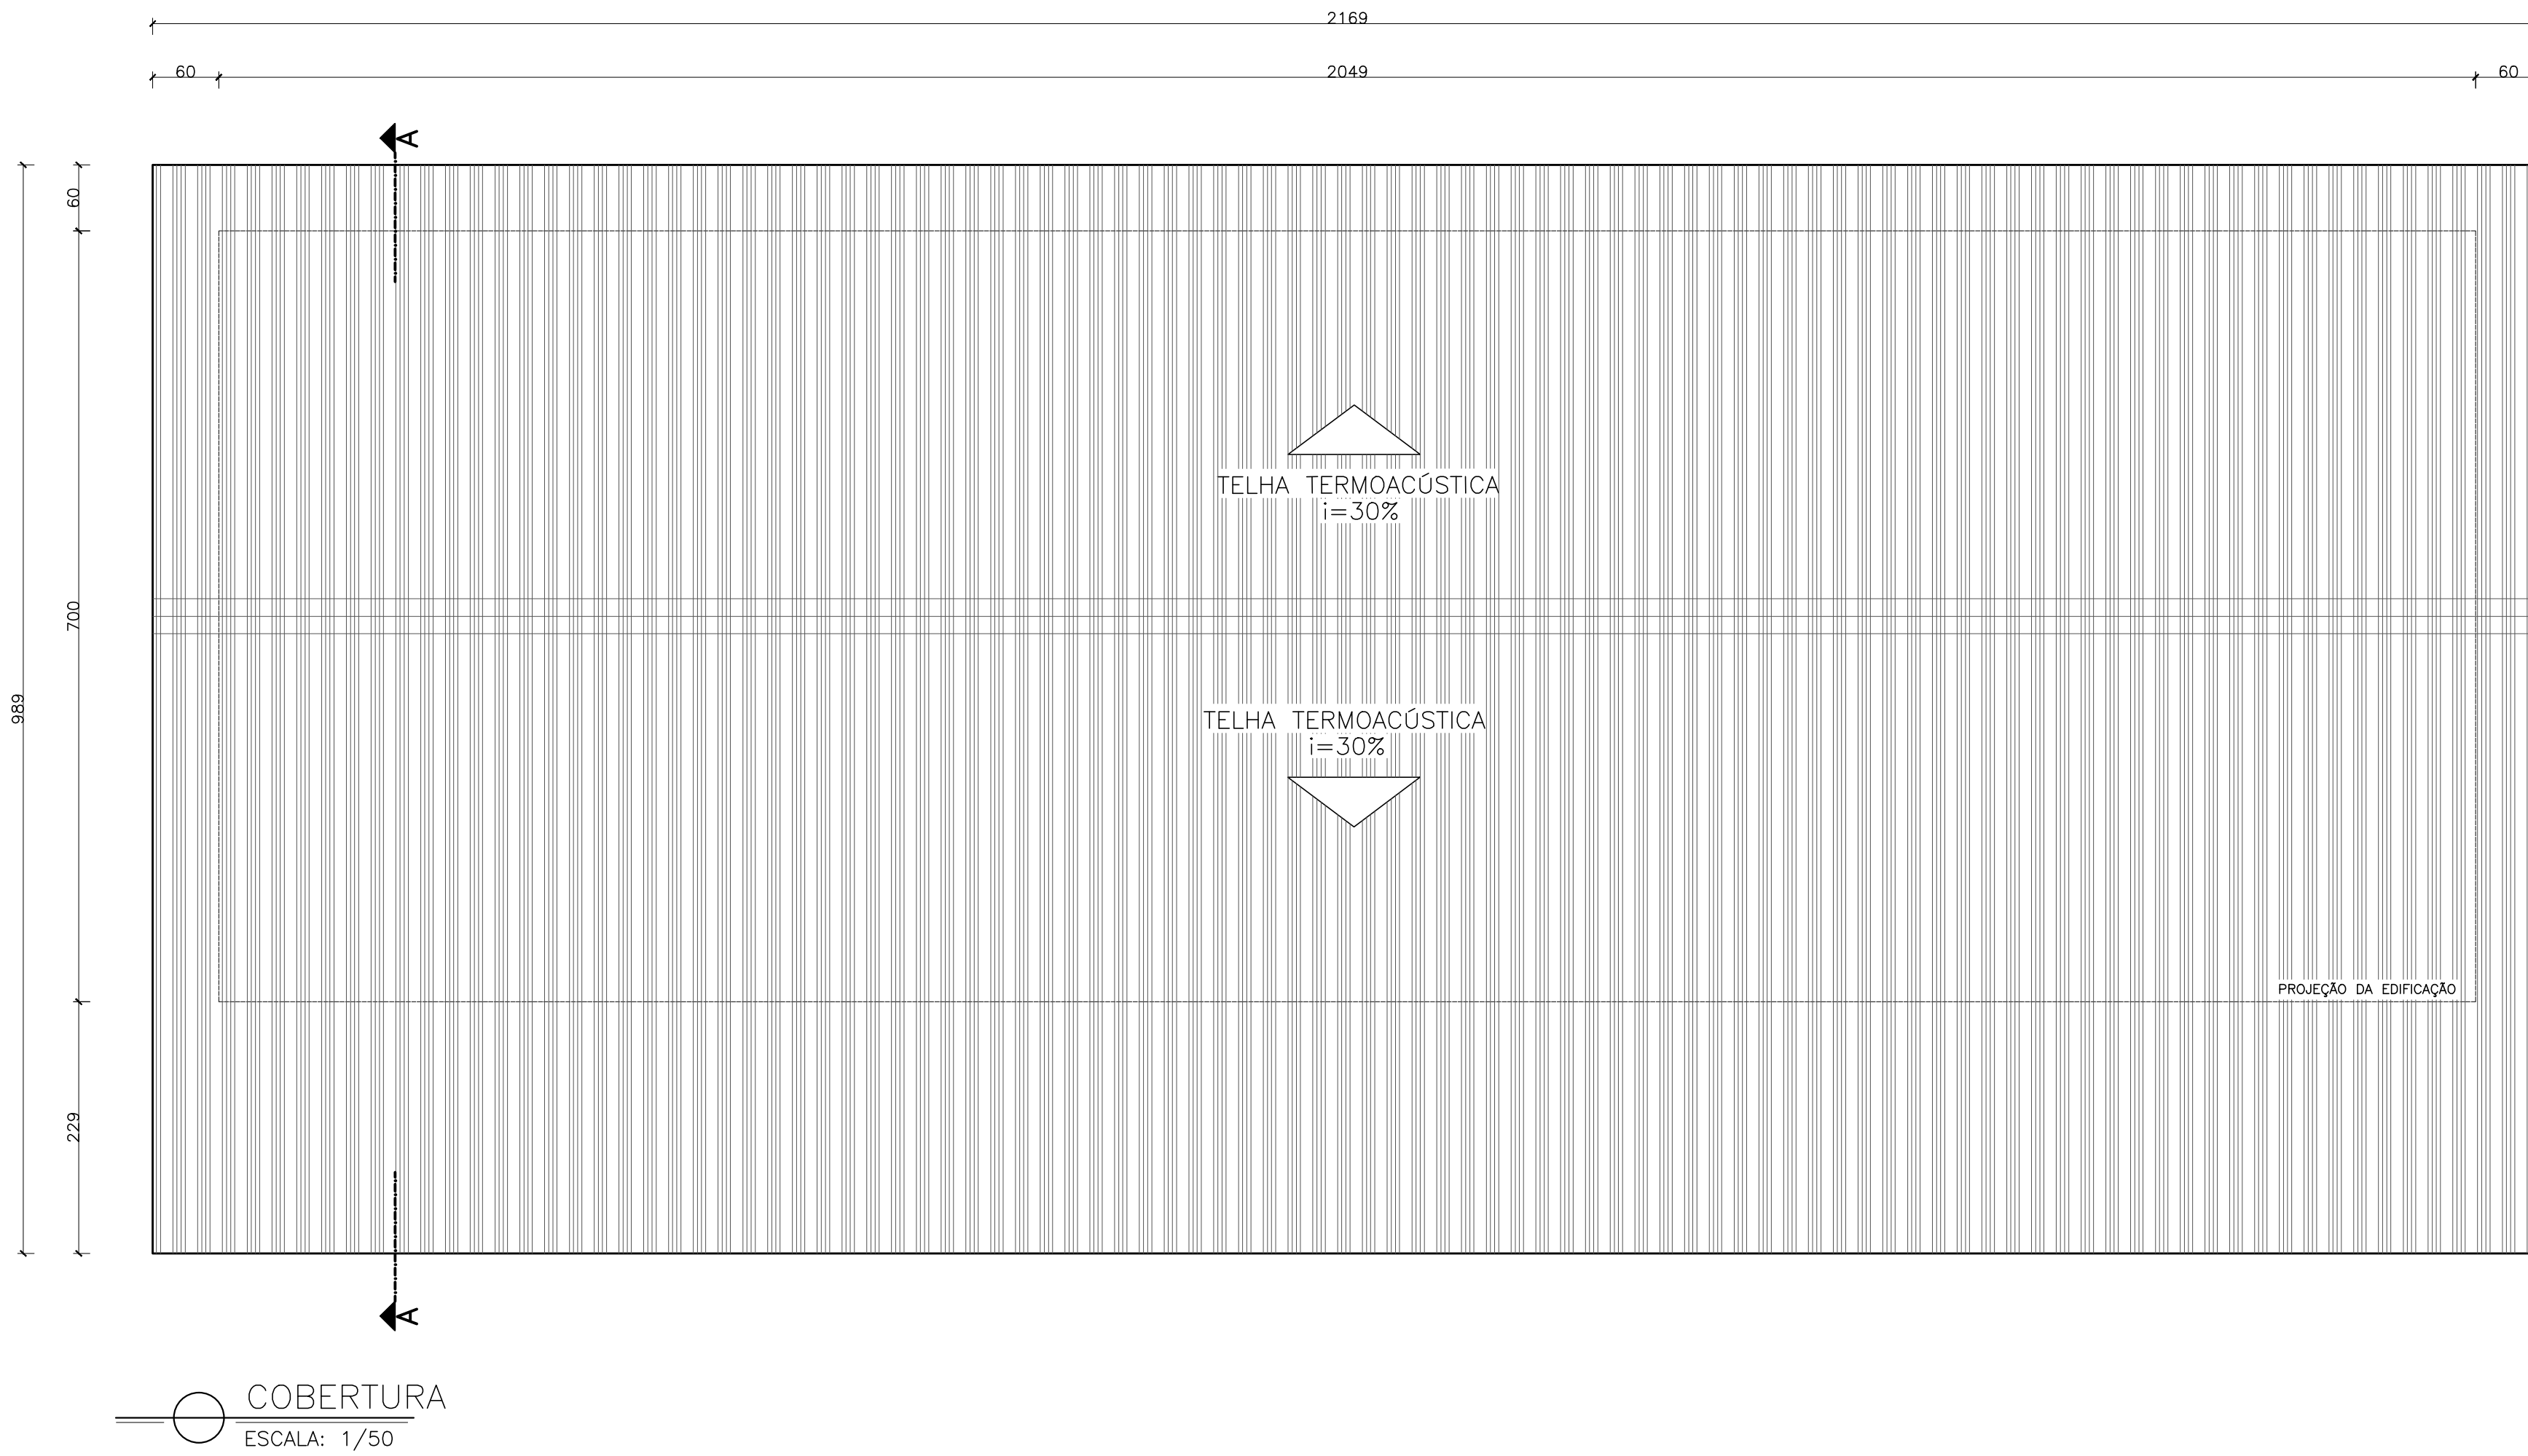 2169
60
2049
60
A
60
TELHA TERMOACÚSTICA
i=30%
700
989
TELHA TERMOACÚSTICA
i=30%
PROJEÇÃO DA EDIFICAÇÃO
229
A
COBERTURA
ESCALA: 1/50